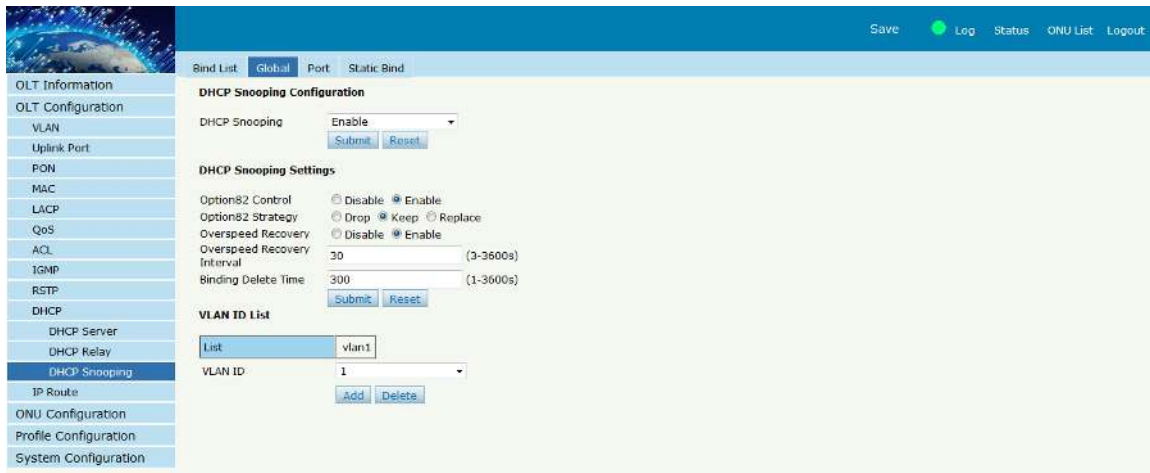 Save Log Status ONU List Logout
Bind List Global Port Static Bind
OLT Information
OLT Configuration
VLAN
Uplink Port
PON
MAC
LACP
QoS
ACL
IGMP
RSTP
DHCP
DHCP Server
DHCP Relay
DHCP Snooping
IP Route
ONU Configuration
Profile Configuration
System Configuration
DHCP Snooping Configuration
DHCP Snooping Enable
Submit Reset
DHCP Snooping Settings
Option82 Control Disable Enable
Option82 Strategy Drop Keep Replace
Overspeed Recovery Disable Enable
Overspeed Recovery Interval 30 (3-3600s)
Binding Delete Time 300 (1-3600s)
Submit Reset
VLAN ID List
List vlan1
VLAN ID 1
Add Delete